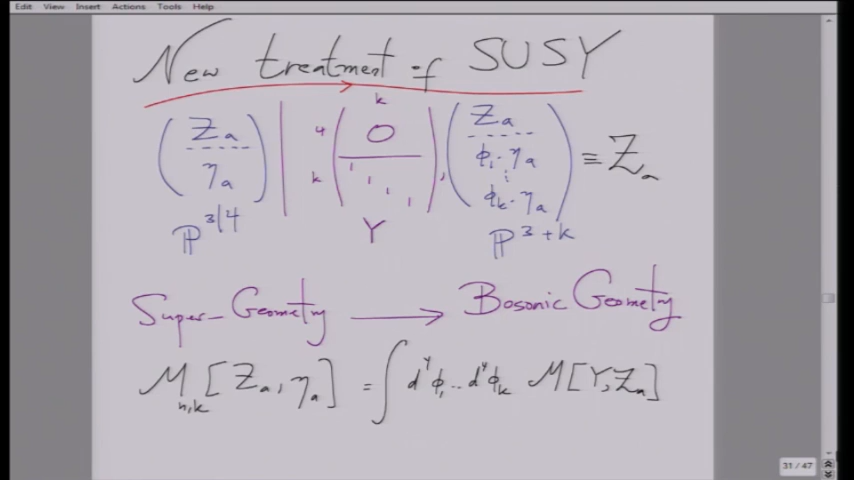 Edit View Insert Actions Tools Help
New treatment of SUSY
k
( Z_a / η_a ) | 4 k ( 0 / 1 1 1 1 ) , ( Z_a / φ_1·η_a ⋮ φ_k·η_a ) ≡ Z_a
ℙ^{3|4} Y ℙ^{3+k}
Super-Geometry → Bosonic Geometry
M_{n,k} [Z_a, η_a] = ∫ d^4φ_1 .. d^4φ_k M[Y, Z_a]
31 / 47